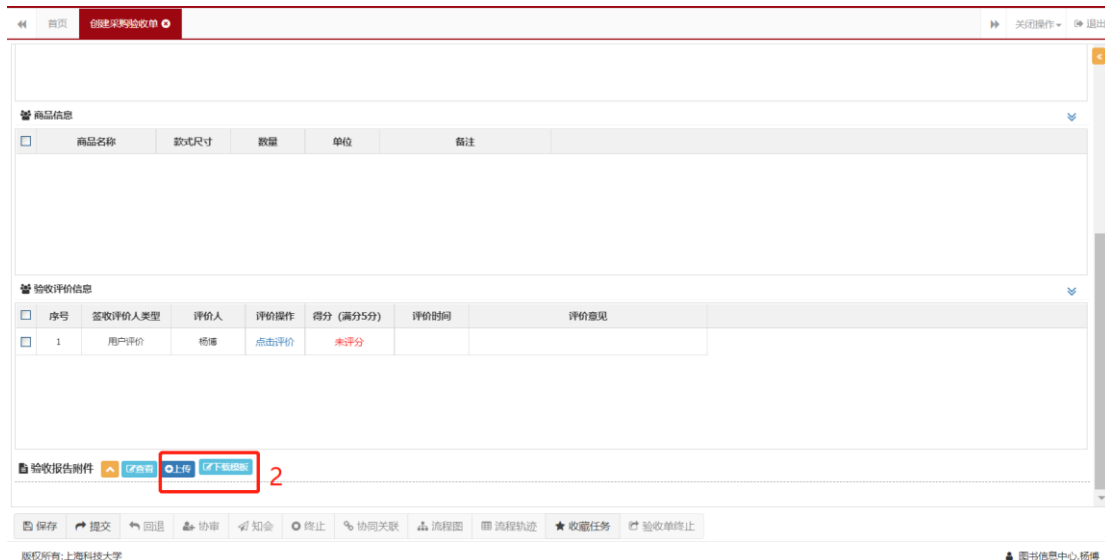 首页 创建采购验收单 关闭操作 退出
商品信息
商品名称 款式尺寸 数量 单位 备注
验收评价信息
序号 签收评价人类型 评价人 评价操作 得分 (满分5分) 评价时间 评价意见
1 用户评价 杨傭 点击评价 未评分
验收报告附件 查看 上传 下载模板 2
保存 提交 回退 协审 知会 终止 协同关联 流程图 流程轨迹 收藏任务 验收单终止
版权所有:上海科技大学 图书信息中心,杨傭